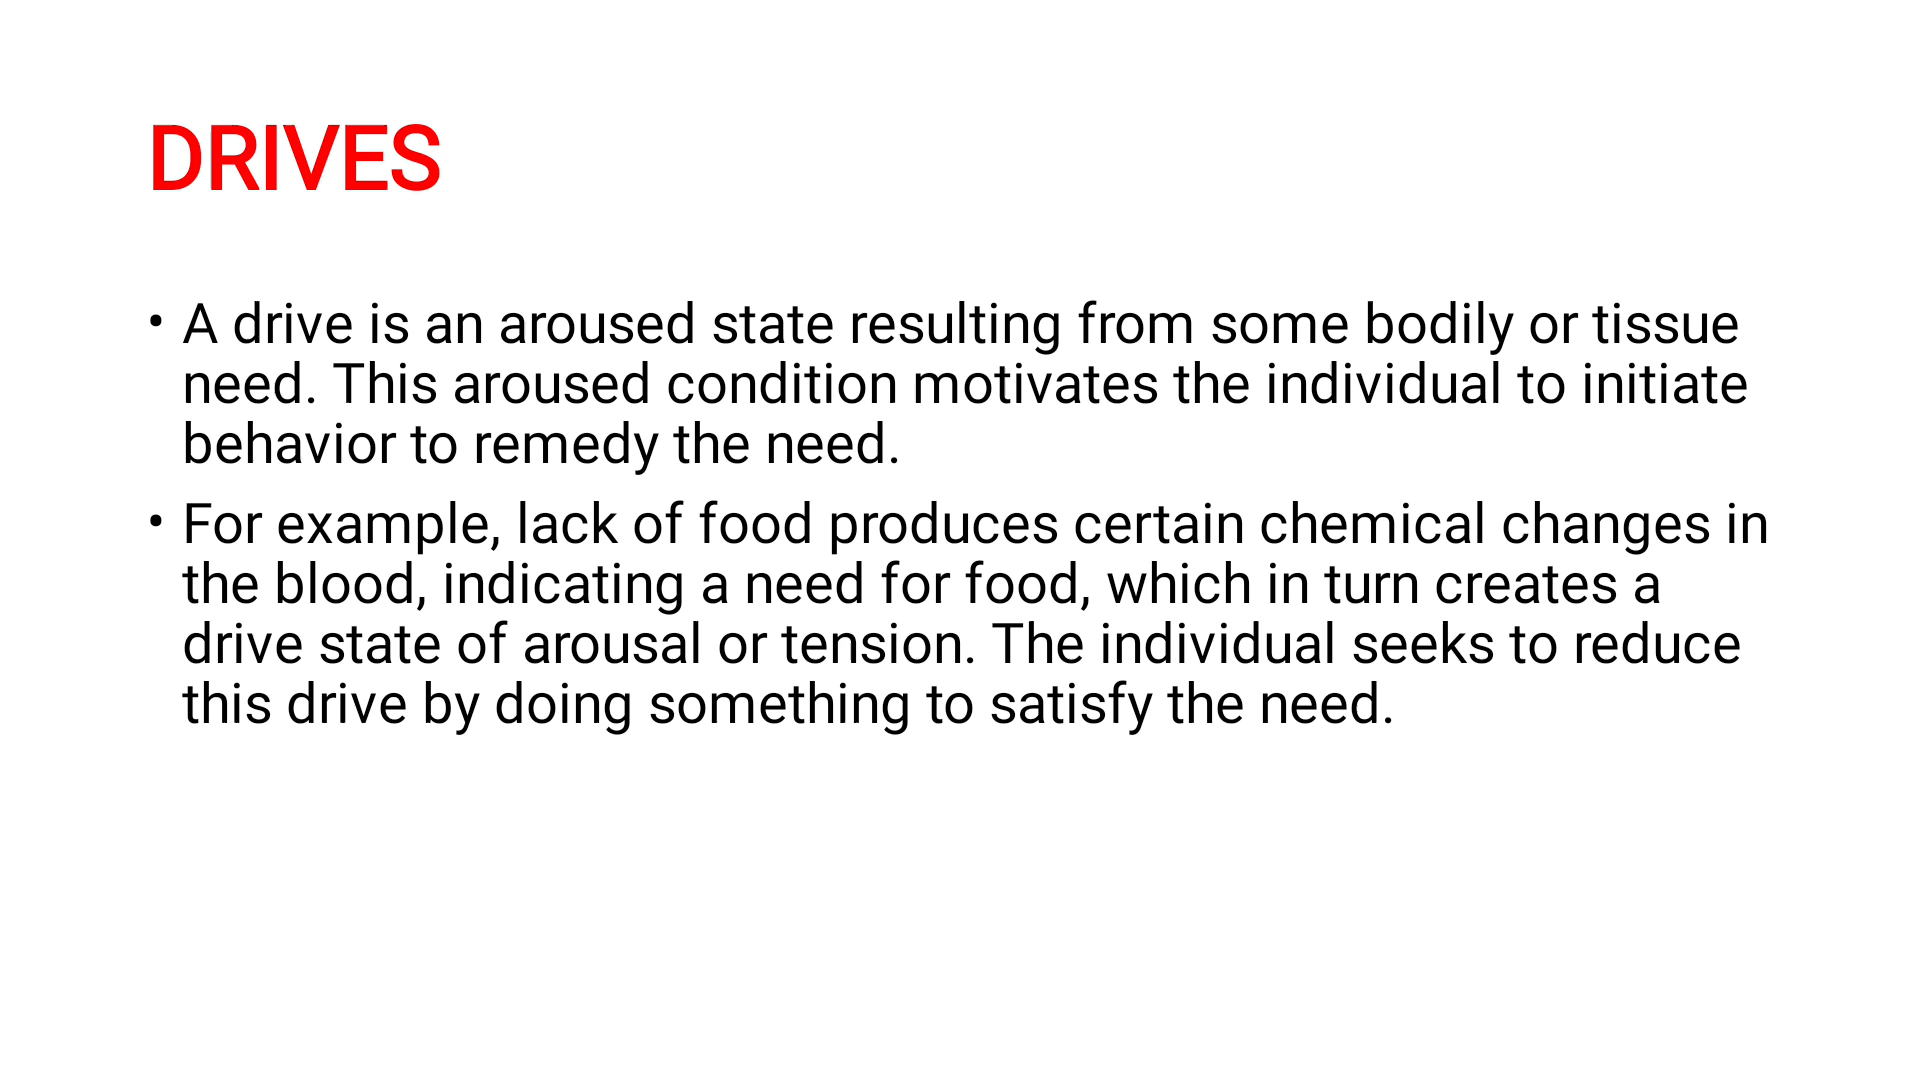 DRIVES
• A drive is an aroused state resulting from some bodily or tissue
need. This aroused condition motivates the individual to initiate
behavior to remedy the need.
• For example, lack of food produces certain chemical changes in
the blood, indicating a need for food, which in turn creates a
drive state of arousal or tension. The individual seeks to reduce
this drive by doing something to satisfy the need.